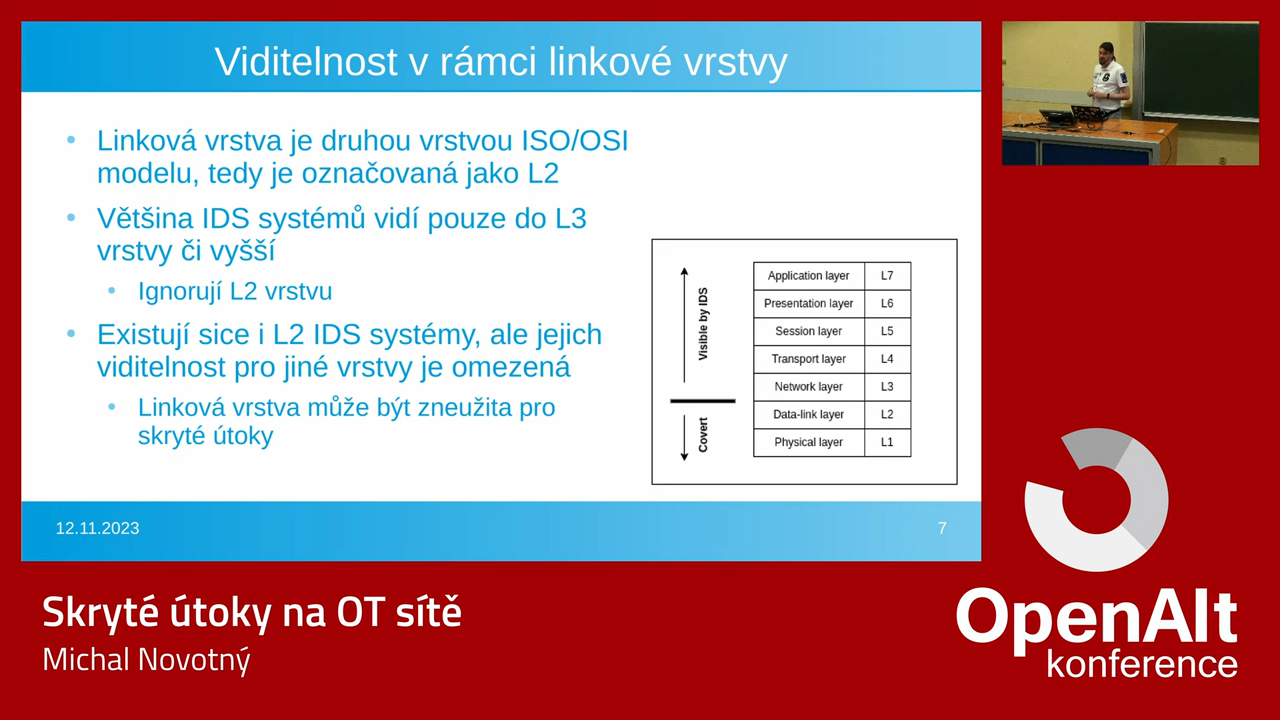 Viditelnost v rámci linkové vrstvy
Linková vrstva je druhou vrstvou ISO/OSI
modelu, tedy je označovaná jako L2
Většina IDS systémů vidí pouze do L3
vrstvy či vyšší
Ignorují L2 vrstvu
Existují sice i L2 IDS systémy, ale jejich
viditelnost pro jiné vrstvy je omezená
Linková vrstva může být zneužita pro
skryté útoky
Visible by IDS
Covert
Application layer L7
Presentation layer L6
Session layer L5
Transport layer L4
Network layer L3
Data-link layer L2
Physical layer L1
12.11.2023
7
Skryté útoky na OT sítě
Michal Novotný
OpenAlt
konference